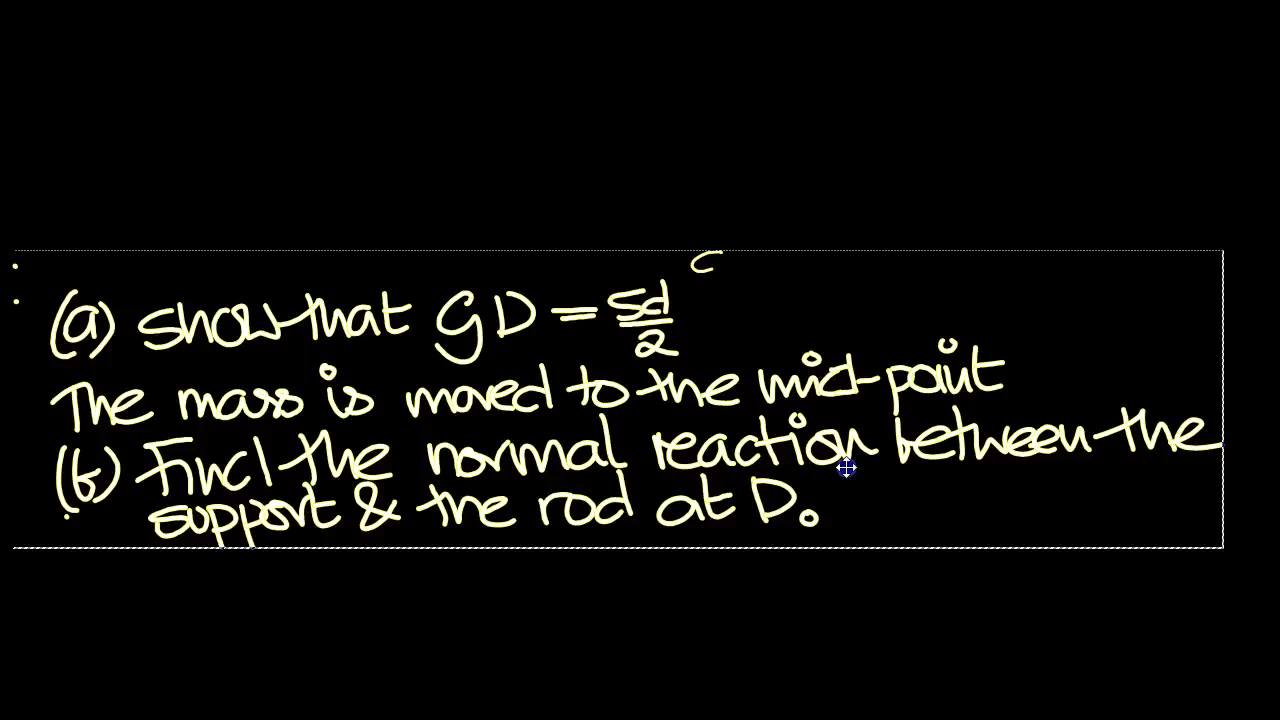 (a) show that GD = 5d/2
The mass is moved to the mid-point
(b) Find the normal reaction between the
support & the rod at D.